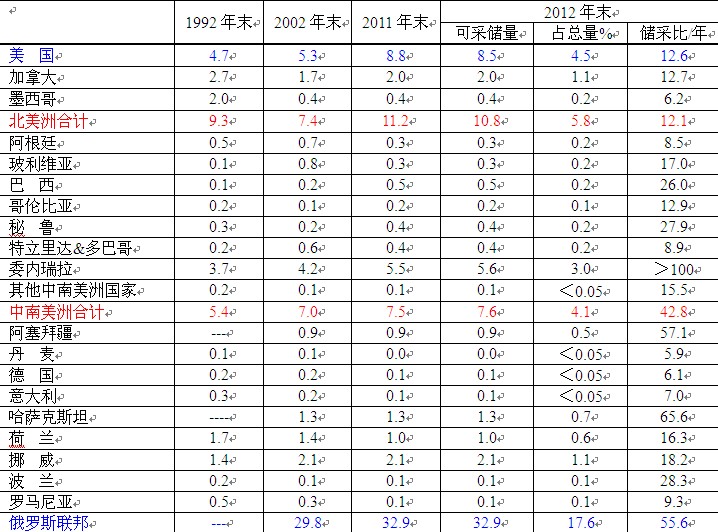 1992年末 2002年末 2011年末 2012年末
可采储量 占总量% 储采比/年
美 国 4.7 5.3 8.8 8.5 4.5 12.6
加拿大 2.7 1.7 2.0 2.0 1.1 12.7
墨西哥 2.0 0.4 0.4 0.4 0.2 6.2
北美洲合计 9.3 7.4 11.2 10.8 5.8 12.1
阿根廷 0.5 0.7 0.3 0.3 0.2 8.5
玻利维亚 0.1 0.8 0.3 0.3 0.2 17.0
巴 西 0.1 0.2 0.5 0.5 0.2 26.0
哥伦比亚 0.2 0.1 0.2 0.2 0.1 12.9
秘 鲁 0.3 0.2 0.4 0.4 0.2 27.9
特立里达&多巴哥 0.2 0.6 0.4 0.4 0.2 8.9
委内瑞拉 3.7 4.2 5.5 5.6 3.0 ＞100
其他中南美洲国家 0.2 0.1 0.1 0.1 ＜0.05 15.5
中南美洲合计 5.4 7.0 7.5 7.6 4.1 42.8
阿塞拜疆 --- 0.9 0.9 0.9 0.5 57.1
丹 麦 0.1 0.1 0.0 0.0 ＜0.05 5.9
德 国 0.2 0.2 0.1 0.1 ＜0.05 6.1
意大利 0.3 0.2 0.1 0.1 ＜0.05 7.0
哈萨克斯坦 ---- 1.3 1.3 1.3 0.7 65.6
荷 兰 1.7 1.4 1.0 1.0 0.6 16.3
挪 威 1.4 2.1 2.1 2.1 1.1 18.2
波 兰 0.2 0.1 0.1 0.1 0.1 28.3
罗马尼亚 0.5 0.3 0.1 0.1 0.1 9.3
俄罗斯联邦 --- 29.8 32.9 32.9 17.6 55.6